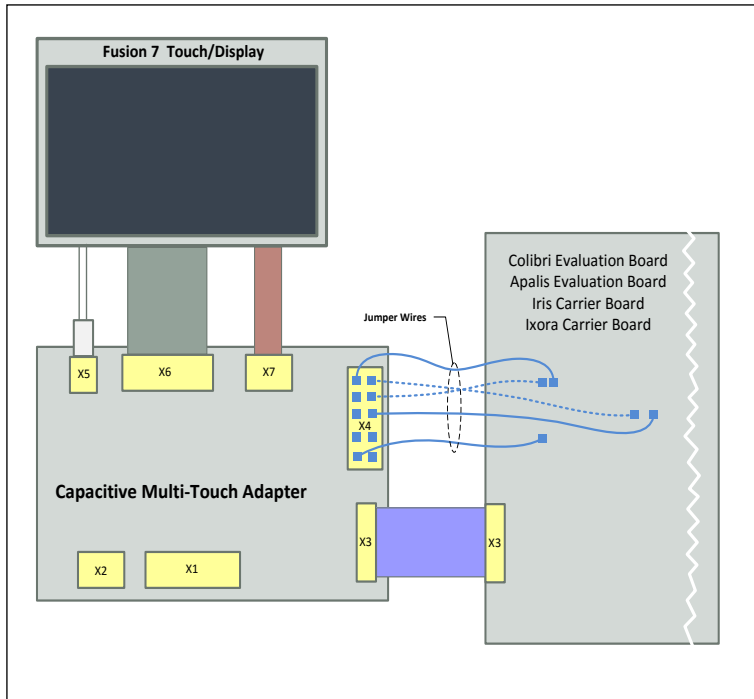 Fusion 7 Touch/Display
Colibri Evaluation Board
Apalis Evaluation Board
Iris Carrier Board
Ixora Carrier Board
Jumper Wires
X5
X6
X7
X4
Capacitive Multi-Touch Adapter
X3
X3
X2
X1